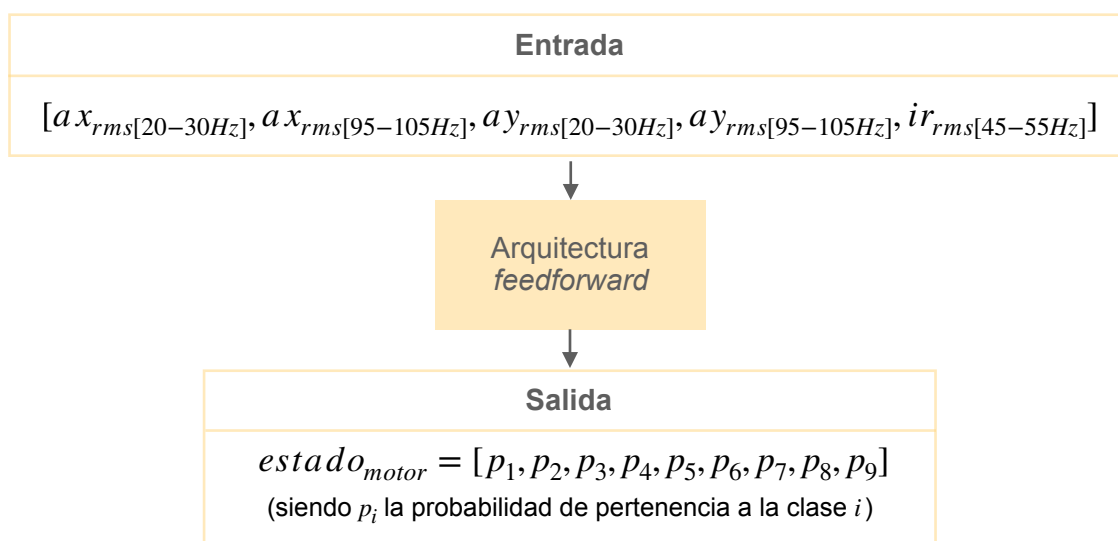 Entrada
[ax_{rms[20−30Hz]}, ax_{rms[95−105Hz]}, ay_{rms[20−30Hz]}, ay_{rms[95−105Hz]}, ir_{rms[45−55Hz]}]
Arquitectura
feedforward
Salida
estado_{motor} = [p_1, p_2, p_3, p_4, p_5, p_6, p_7, p_8, p_9]
(siendo p_i la probabilidad de pertenencia a la clase i)